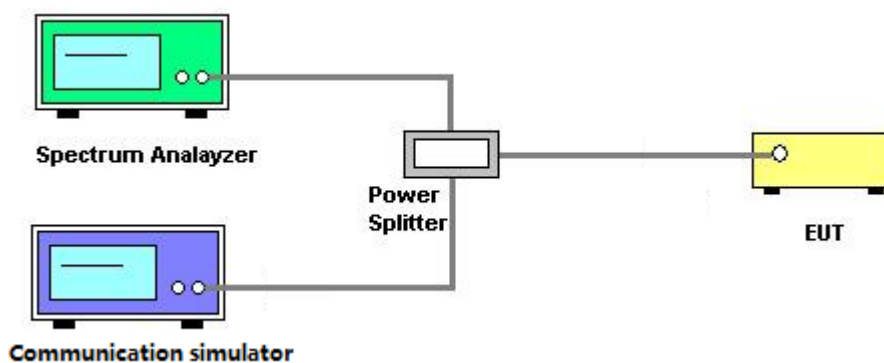 Spectrum Analayzer
Power
Splitter
EUT
Communication simulator